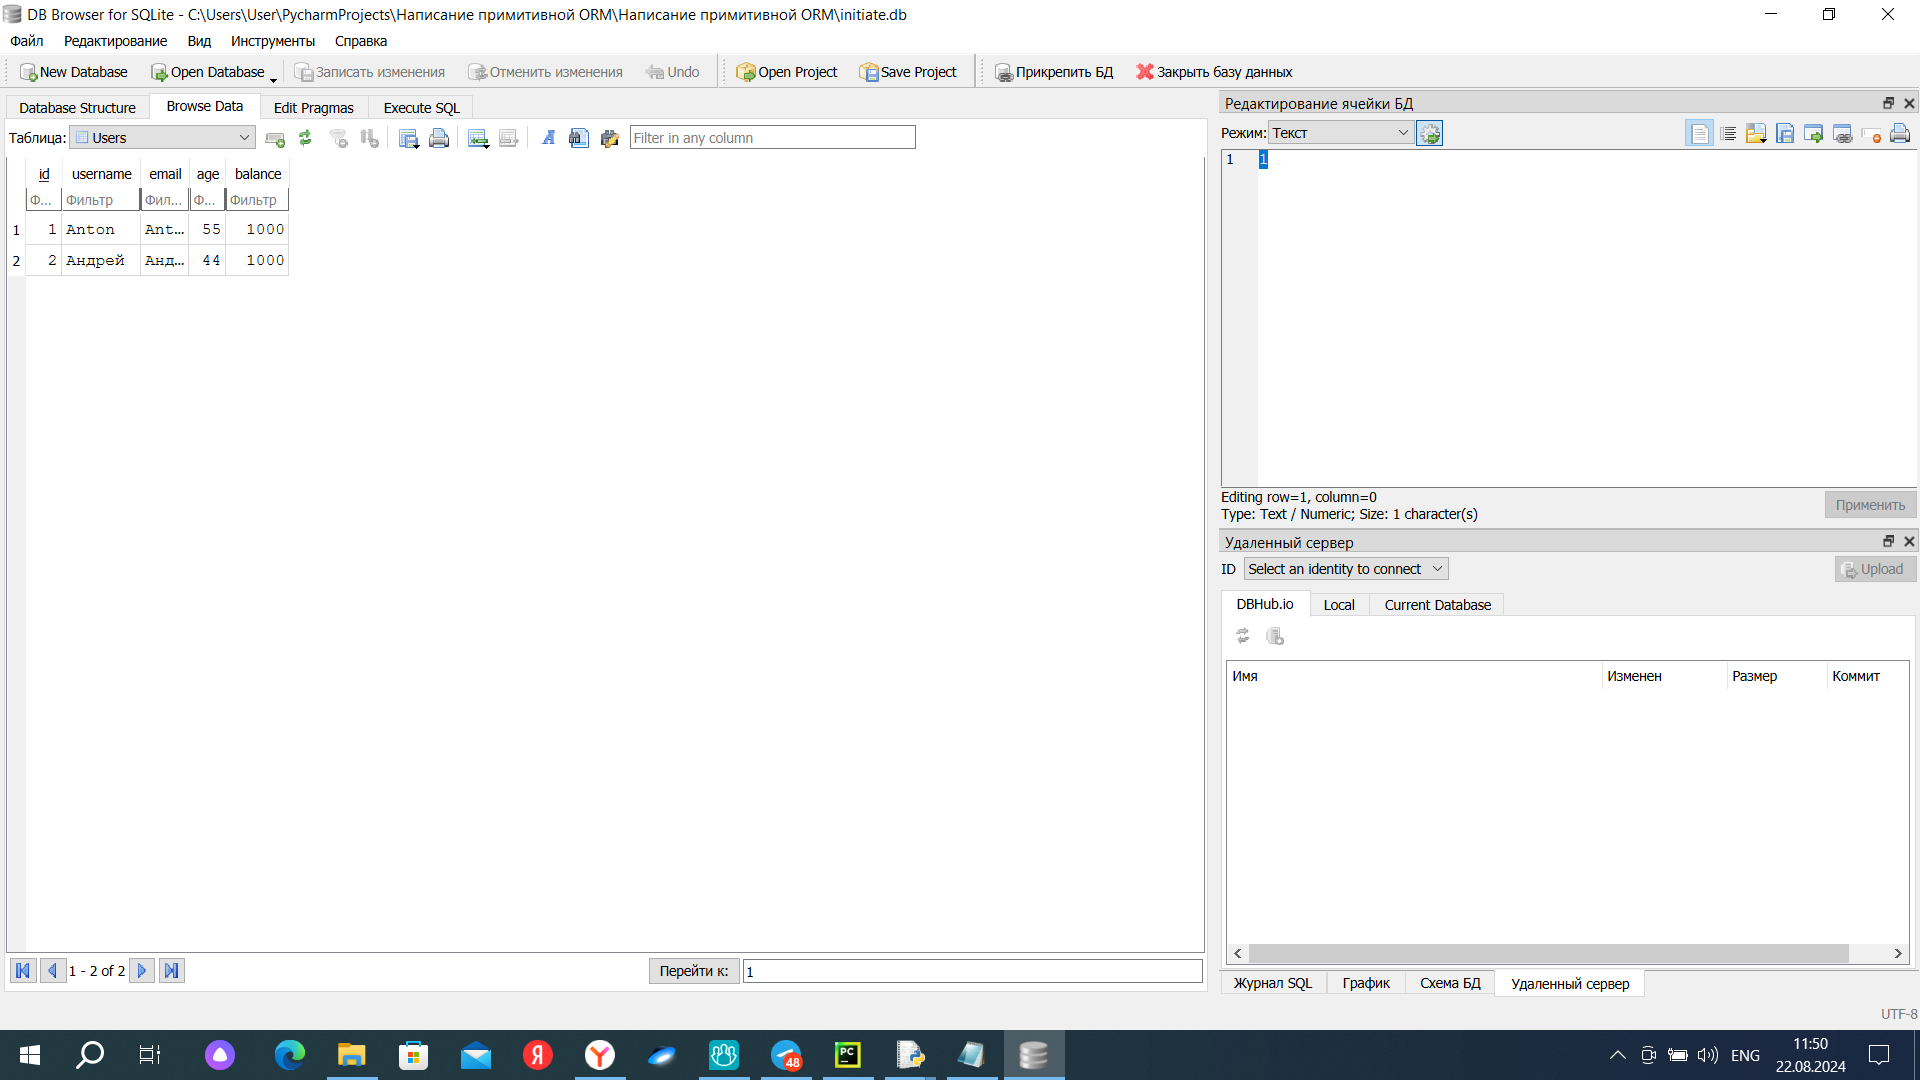 DB Browser for SQLite - C:\Users\User\PycharmProjects\Написание примитивной ORM\Написание примитивной ORM\initiate.db
Файл Редактирование Вид Инструменты Справка
New Database Open Database Записать изменения Отменить изменения Undo Open Project Save Project Прикрепить БД Закрыть базу данных
Database Structure Browse Data Edit Pragmas Execute SQL
Таблица: Users Filter in any column
id username email age balance
Ф... Фильтр Фил... Ф... Фильтр
1 1 Anton Ant… 55 1000
2 2 Андрей Анд… 44 1000
1 - 2 of 2 Перейти к: 1
Редактирование ячейки БД
Режим: Текст
1 1
Editing row=1, column=0
Type: Text / Numeric; Size: 1 character(s)
Применить
Удаленный сервер
ID Select an identity to connect Upload
DBHub.io Local Current Database
Имя Изменен Размер Коммит
Журнал SQL График Схема БД Удаленный сервер
UTF-8
Я Y 48 PC ENG 11:50
22.08.2024